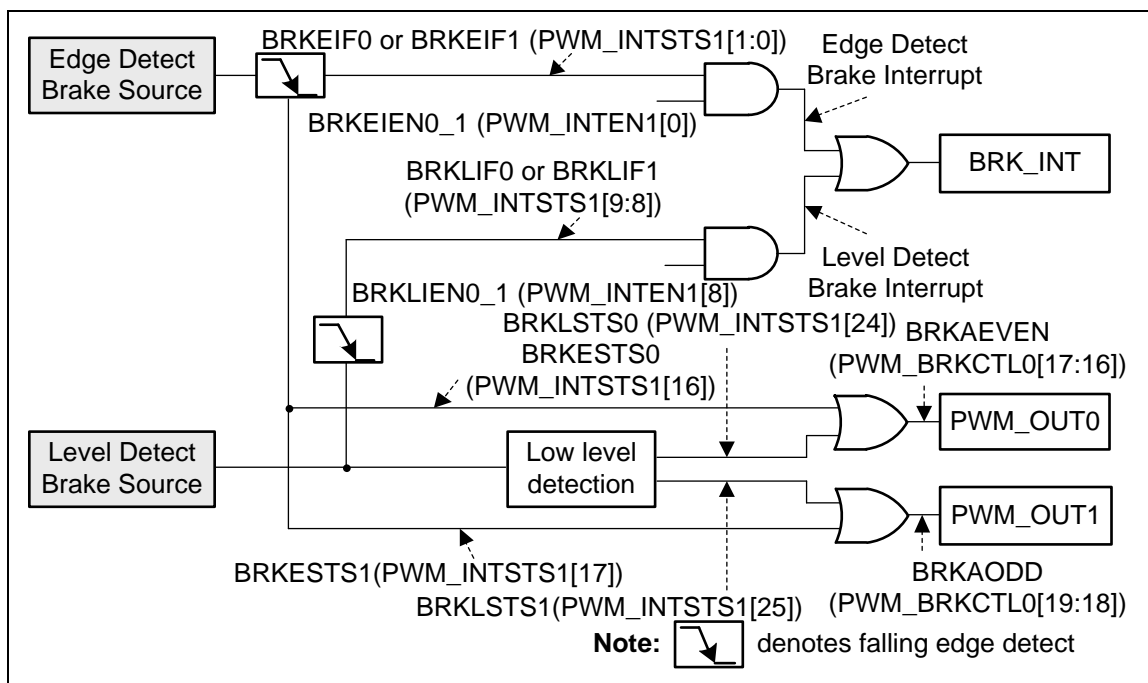 BRKEIF0 or BRKEIF1 (PWM_INTSTS1[1:0])
Edge Detect
Brake Source
Edge Detect
Brake Interrupt
BRKEIEN0_1 (PWM_INTEN1[0])
BRK_INT
BRKLIF0 or BRKLIF1
(PWM_INTSTS1[9:8])
Level Detect
Brake Interrupt
BRKLIEN0_1 (PWM_INTEN1[8])
BRKLSTS0 (PWM_INTSTS1[24])
BRKESTS0
(PWM_INTSTS1[16])
BRKAEVEN
(PWM_BRKCTL0[17:16])
PWM_OUT0
Level Detect
Brake Source
Low level
detection
PWM_OUT1
BRKESTS1(PWM_INTSTS1[17])
BRKLSTS1(PWM_INTSTS1[25])
BRKAODD
(PWM_BRKCTL0[19:18])
Note: denotes falling edge detect